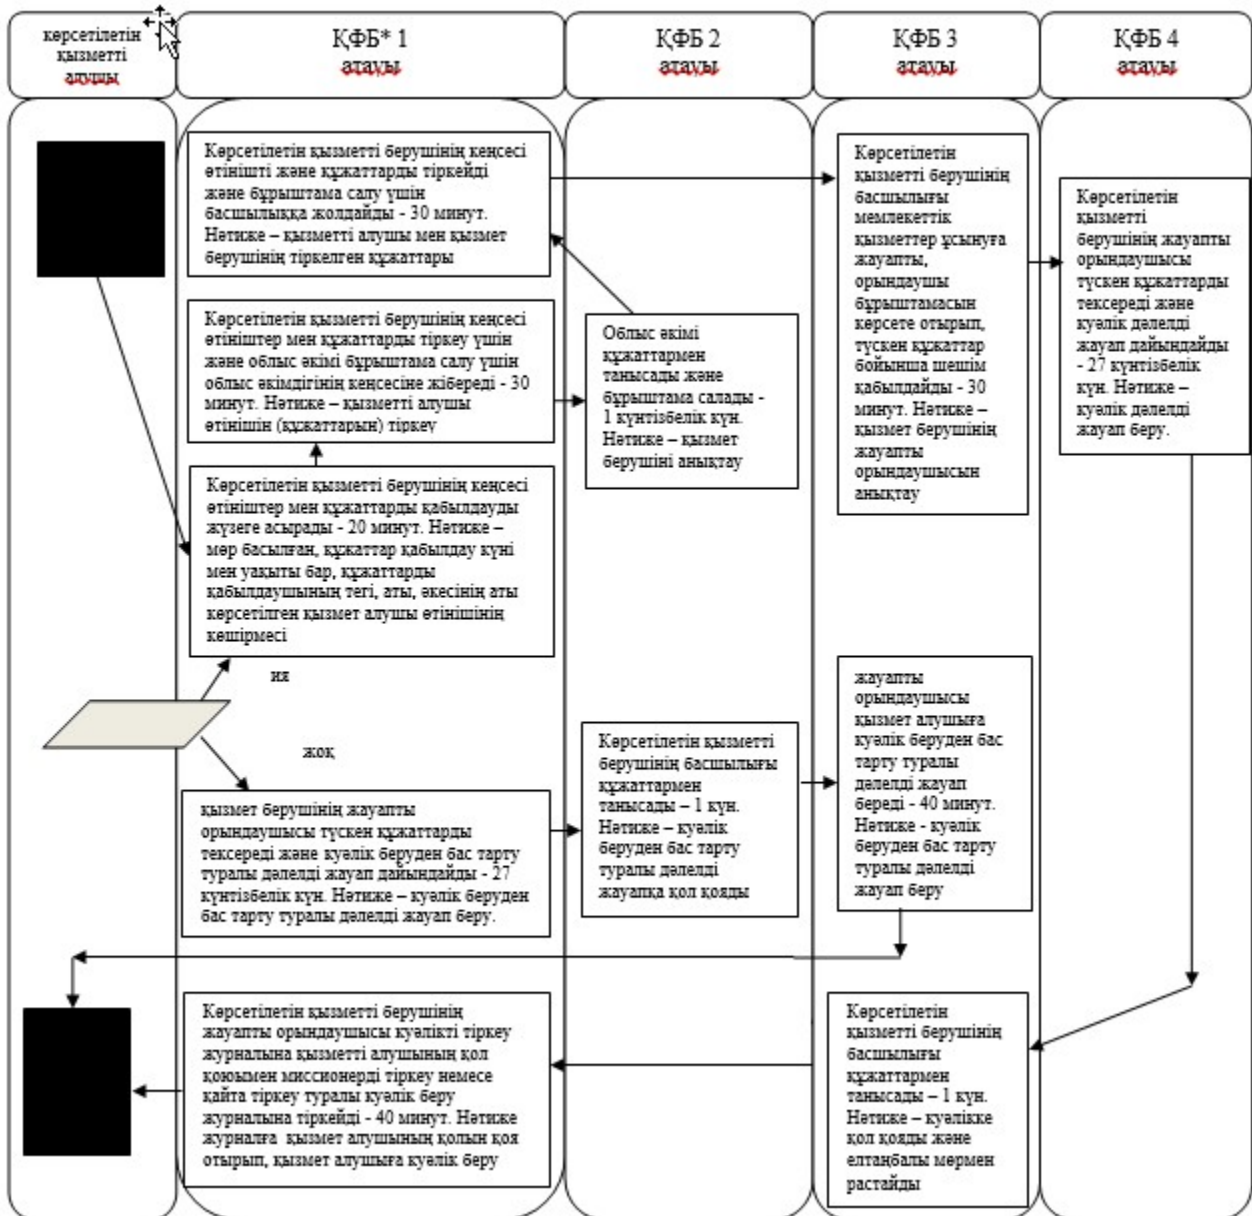 көрсетілетін
қызметті
алушы
ҚФБ* 1
атауы
ҚФБ 2
атауы
ҚФБ 3
атауы
ҚФБ 4
атауы
Көрсетілетін қызметті берушінің кеңсесі
өтінішті және құжаттарды тіркейді
және бұрыштама салу үшін
басшылыққа жолдайды - 30 минут.
Нәтиже – қызметті алушы мен қызмет
берушінің тіркелген құжаттары
Көрсетілетін қызметті берушінің кеңсесі
өтініштер мен құжаттарды тіркеу үшін
және облыс әкімі бұрыштама салу үшін
облыс әкімдігінің кеңсесіне жібереді - 30
минут. Нәтиже – қызметті алушы
өтінішін (құжаттарын) тіркеу
Көрсетілетін қызметті берушінің кеңсесі
өтініштер мен құжаттарды қабылдауды
жүзеге асырады - 20 минут. Нәтиже –
мөр басылған, құжаттар қабылдау күні
мен уақыты бар, құжаттарды
қабылдаушының тегі, аты, әкесінің аты
көрсетілген қызмет алушы өтінішінің
көшірмесі
Облыс әкімі
құжаттармен
танысады және
бұрыштама салады -
1 күнтізбелік күн.
Нәтиже – қызмет
берушіні анықтау
Көрсетілетін
қызметті берушінің
басшылығы
мемлекеттік
қызметтер ұсынуға
жауапты,
орындаушы
бұрыштамасын
көрсете отырып,
түскен құжаттар
бойынша шешім
қабылдайды - 30
минут. Нәтиже –
қызмет берушінің
жауапты
орындаушысын
анықтау
Көрсетілетін
қызметті
берушінің жауапты
орындаушысы
түскен құжаттарды
тексереді және
куәлік дәлелді
жауап дайындайды
- 27 күнтізбелік
күн. Нәтиже –
куәлік дәлелді
жауап беру.
ия
жоқ
қызмет берушінің жауапты
орындаушысы түскен құжаттарды
тексереді және куәлік беруден бас тарту
туралы дәлелді жауап дайындайды - 27
күнтізбелік күн. Нәтиже – куәлік беруден
бас тарту туралы дәлелді жауап беру.
Көрсетілетін қызметті
берушінің басшылығы
құжаттармен
танысады – 1 күн.
Нәтиже – куәлік
беруден бас тарту
туралы дәлелді
жауапқа қол қояды
жауапты
орындаушысы
қызмет алушыға
куәлік беруден бас
тарту туралы
дәлелді жауап
береді - 40 минут.
Нәтиже - куәлік
беруден бас тарту
туралы дәлелді
жауап беру
Көрсетілетін қызметті берушінің
жауапты орындаушысы куәлікті тіркеу
журналына қызметті алушының қол
қоюымен миссионерді тіркеу немесе
қайта тіркеу туралы куәлік беру
журналына тіркейді - 40 минут. Нәтиже
журналға қызмет алушының қолын қоя
отырып, қызмет алушыға куәлік беру
Көрсетілетін
қызметті берушінің
басшылығы
құжаттармен
танысады – 1 күн.
Нәтиже – куәлікке
қол қояды және
елтаңбалы мөрмен
растайды